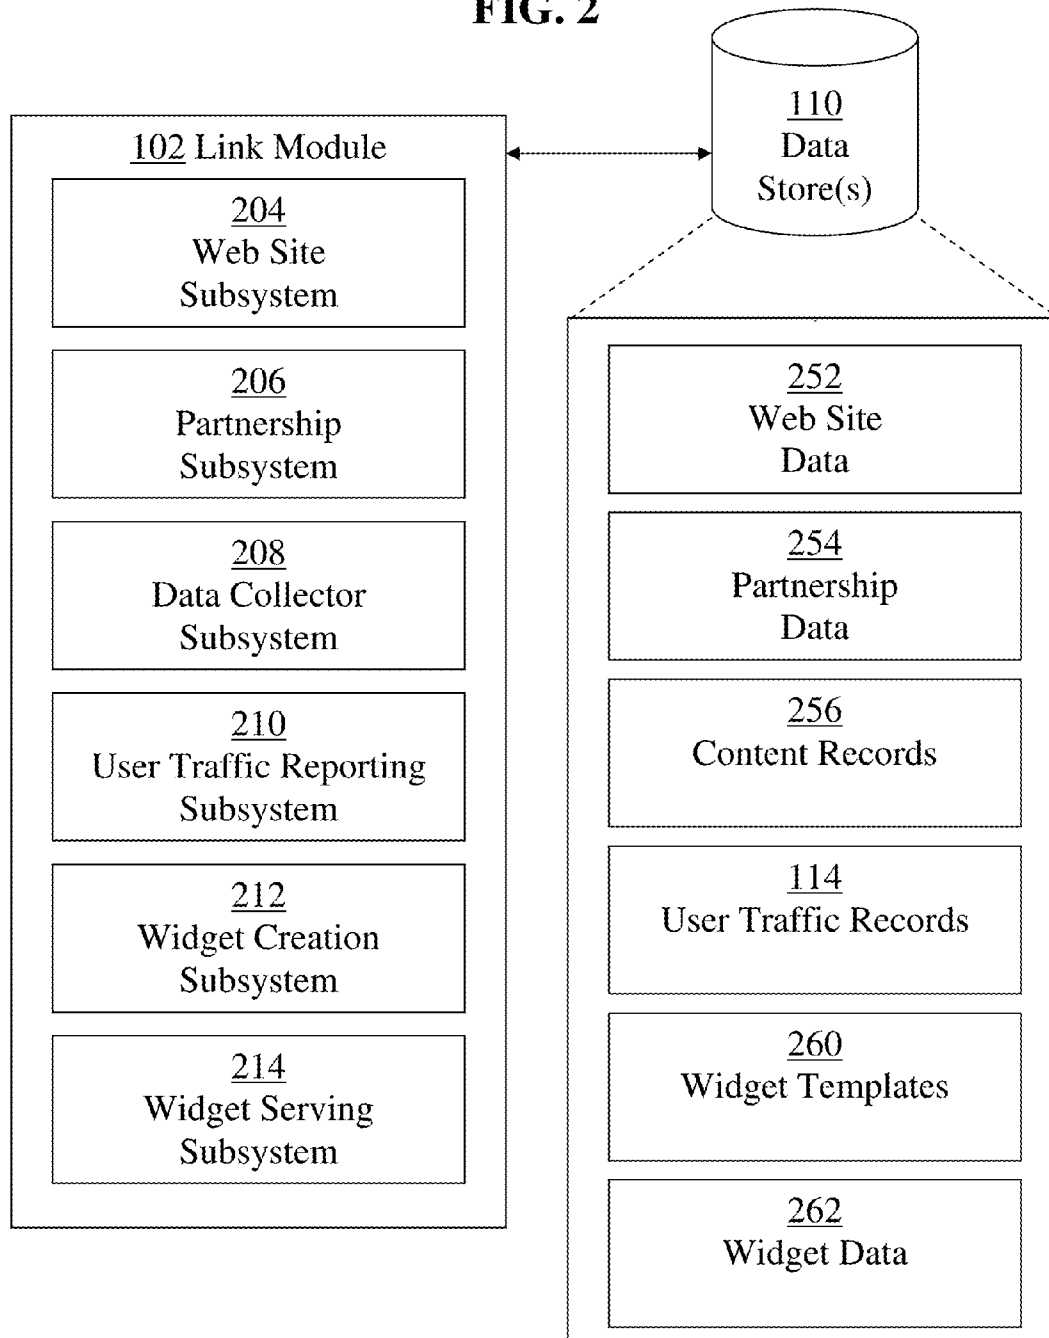 FIG. 2
102 Link Module
204
Web Site
Subsystem
206
Partnership
Subsystem
208
Data Collector
Subsystem
210
User Traffic Reporting
Subsystem
212
Widget Creation
Subsystem
214
Widget Serving
Subsystem
110
Data
Store(s)
252
Web Site
Data
254
Partnership
Data
256
Content Records
114
User Traffic Records
260
Widget Templates
262
Widget Data